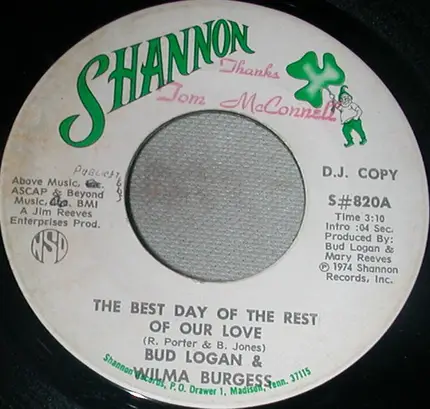 SHANNON
Thanks
Tom McConnell
D.J. COPY
S#820A
Time 3:10
Intro :04 Sec.
Produced By:
Bud Logan &
Mary Reeves
℗ 1974 Shannon
Records, Inc.
Above Music,
ASCAP & Beyond
Music, BMI
A Jim Reeves
Enterprises Prod.
NSD
THE BEST DAY OF THE REST
OF OUR LOVE
(R. Porter & B. Jones)
BUD LOGAN &
WILMA BURGESS
Shannon Records, P.O. Drawer 1, Madison, Tenn. 37115